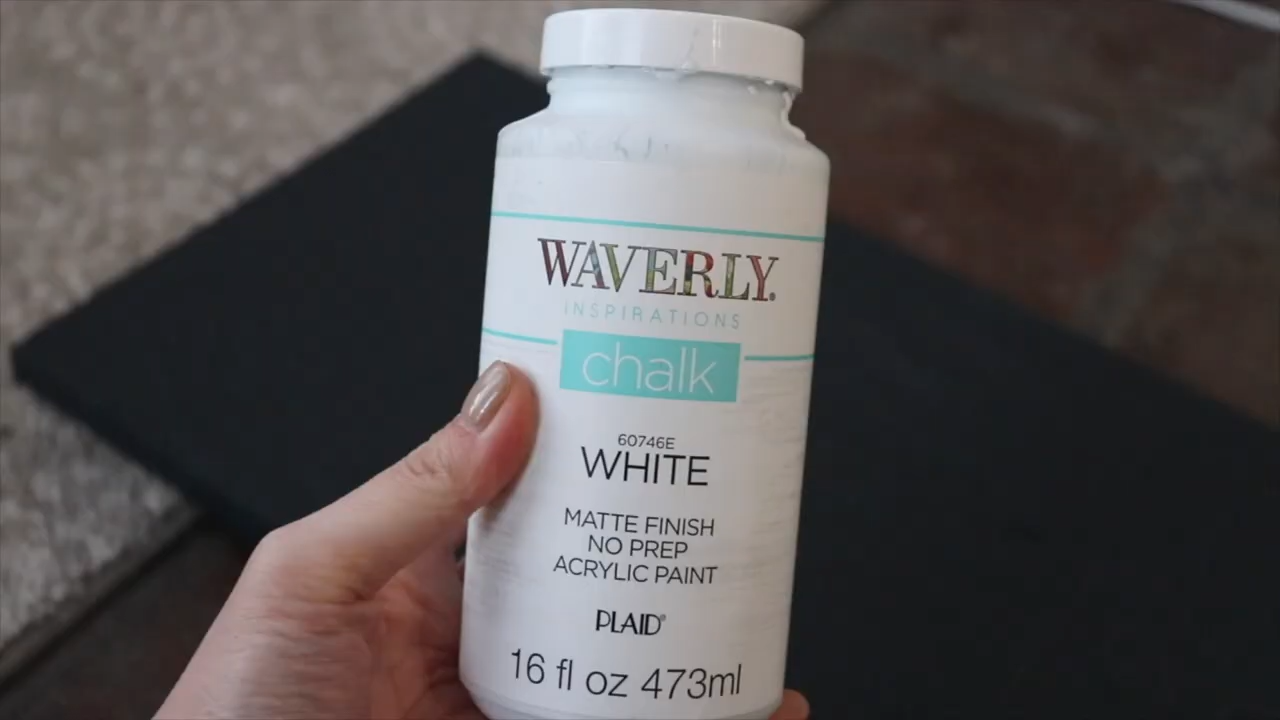 WAVERLY®
INSPIRATIONS
chalk
60746E
WHITE
MATTE FINISH
NO PREP
ACRYLIC PAINT
PLAID®
16 fl oz 473ml